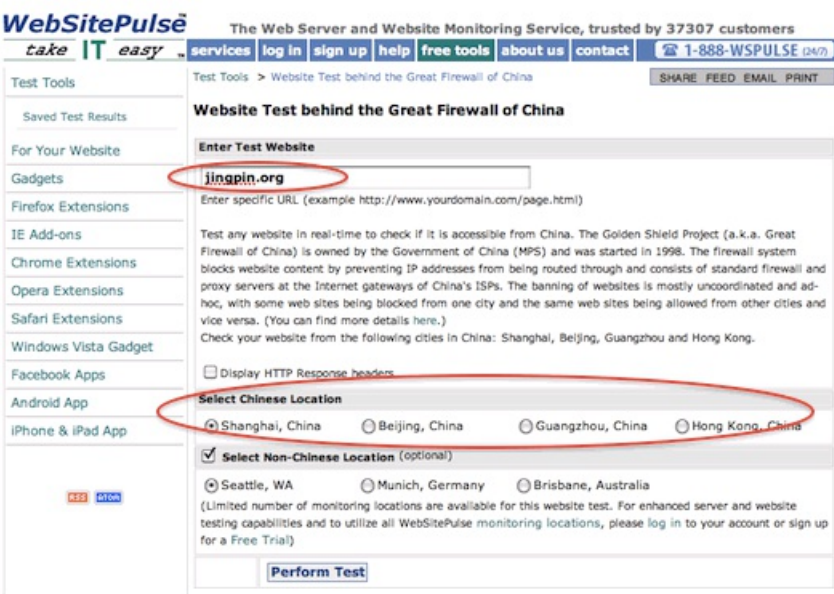 WebSitePulse
take IT easy ™
The Web Server and Website Monitoring Service, trusted by 37307 customers
services log in sign up help free tools about us contact 1-888-WSPULSE (24/7)
Test Tools > Website Test behind the Great Firewall of China
SHARE FEED EMAIL PRINT
Test Tools
Saved Test Results
For Your Website
Gadgets
Firefox Extensions
IE Add-ons
Chrome Extensions
Opera Extensions
Safari Extensions
Windows Vista Gadget
Facebook Apps
Android App
iPhone & iPad App
RSS ATOM
Website Test behind the Great Firewall of China
Enter Test Website
jingpin.org
Enter specific URL (example http://www.yourdomain.com/page.html)
Test any website in real-time to check if it is accessible from China. The Golden Shield Project (a.k.a. Great
Firewall of China) is owned by the Government of China (MPS) and was started in 1998. The firewall system
blocks website content by preventing IP addresses from being routed through and consists of standard firewall and
proxy servers at the Internet gateways of China's ISPs. The banning of websites is mostly uncoordinated and ad-
hoc, with some web sites being blocked from one city and the same web sites being allowed from other cities and
vice versa. (You can find more details here.)
Check your website from the following cities in China: Shanghai, Beijing, Guangzhou and Hong Kong.
Display HTTP Response headers
Select Chinese Location
Shanghai, China Beijing, China Guangzhou, China Hong Kong, China
Select Non-Chinese Location (optional)
Seattle, WA Munich, Germany Brisbane, Australia
(Limited number of monitoring locations are available for this website test. For enhanced server and website
testing capabilities and to utilize all WebSitePulse monitoring locations, please log in to your account or sign up
for a Free Trial)
Perform Test